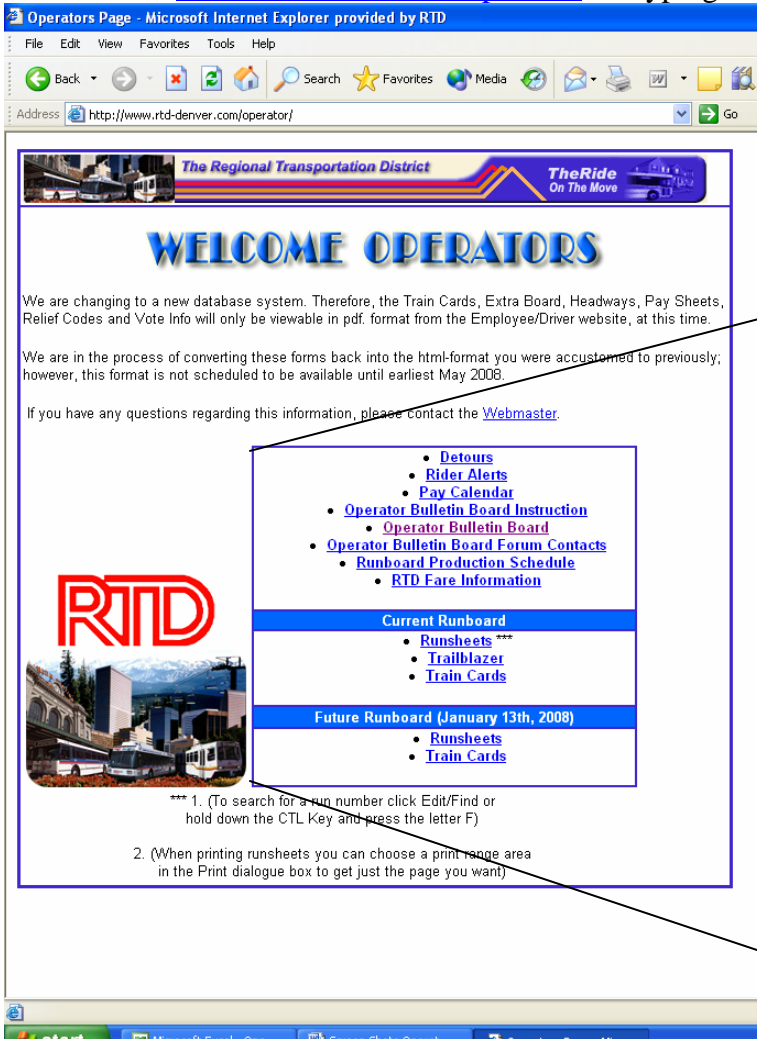 Operators Page - Microsoft Internet Explorer provided by RTD
File Edit View Favorites Tools Help
Back Search Favorites Media
Address http://www.rtd-denver.com/operator/ Go
The Regional Transportation District
TheRide
On The Move
WELCOME OPERATORS
We are changing to a new database system. Therefore, the Train Cards, Extra Board, Headways, Pay Sheets,
Relief Codes and Vote Info will only be viewable in pdf. format from the Employee/Driver website, at this time.
We are in the process of converting these forms back into the html-format you were accustomed to previously;
however, this format is not scheduled to be available until earliest May 2008.
If you have any questions regarding this information, please contact the Webmaster.
• Detours
• Rider Alerts
• Pay Calendar
• Operator Bulletin Board Instruction
• Operator Bulletin Board
• Operator Bulletin Board Forum Contacts
• Runboard Production Schedule
• RTD Fare Information
RTD
Current Runboard
• Runsheets ***
• Trailblazer
• Train Cards
Future Runboard (January 13th, 2008)
• Runsheets
• Train Cards
*** 1. (To search for a run number click Edit/Find or
hold down the CTL Key and press the letter F)
2. (When printing runsheets you can choose a print range area
in the Print dialogue box to get just the page you want)
start